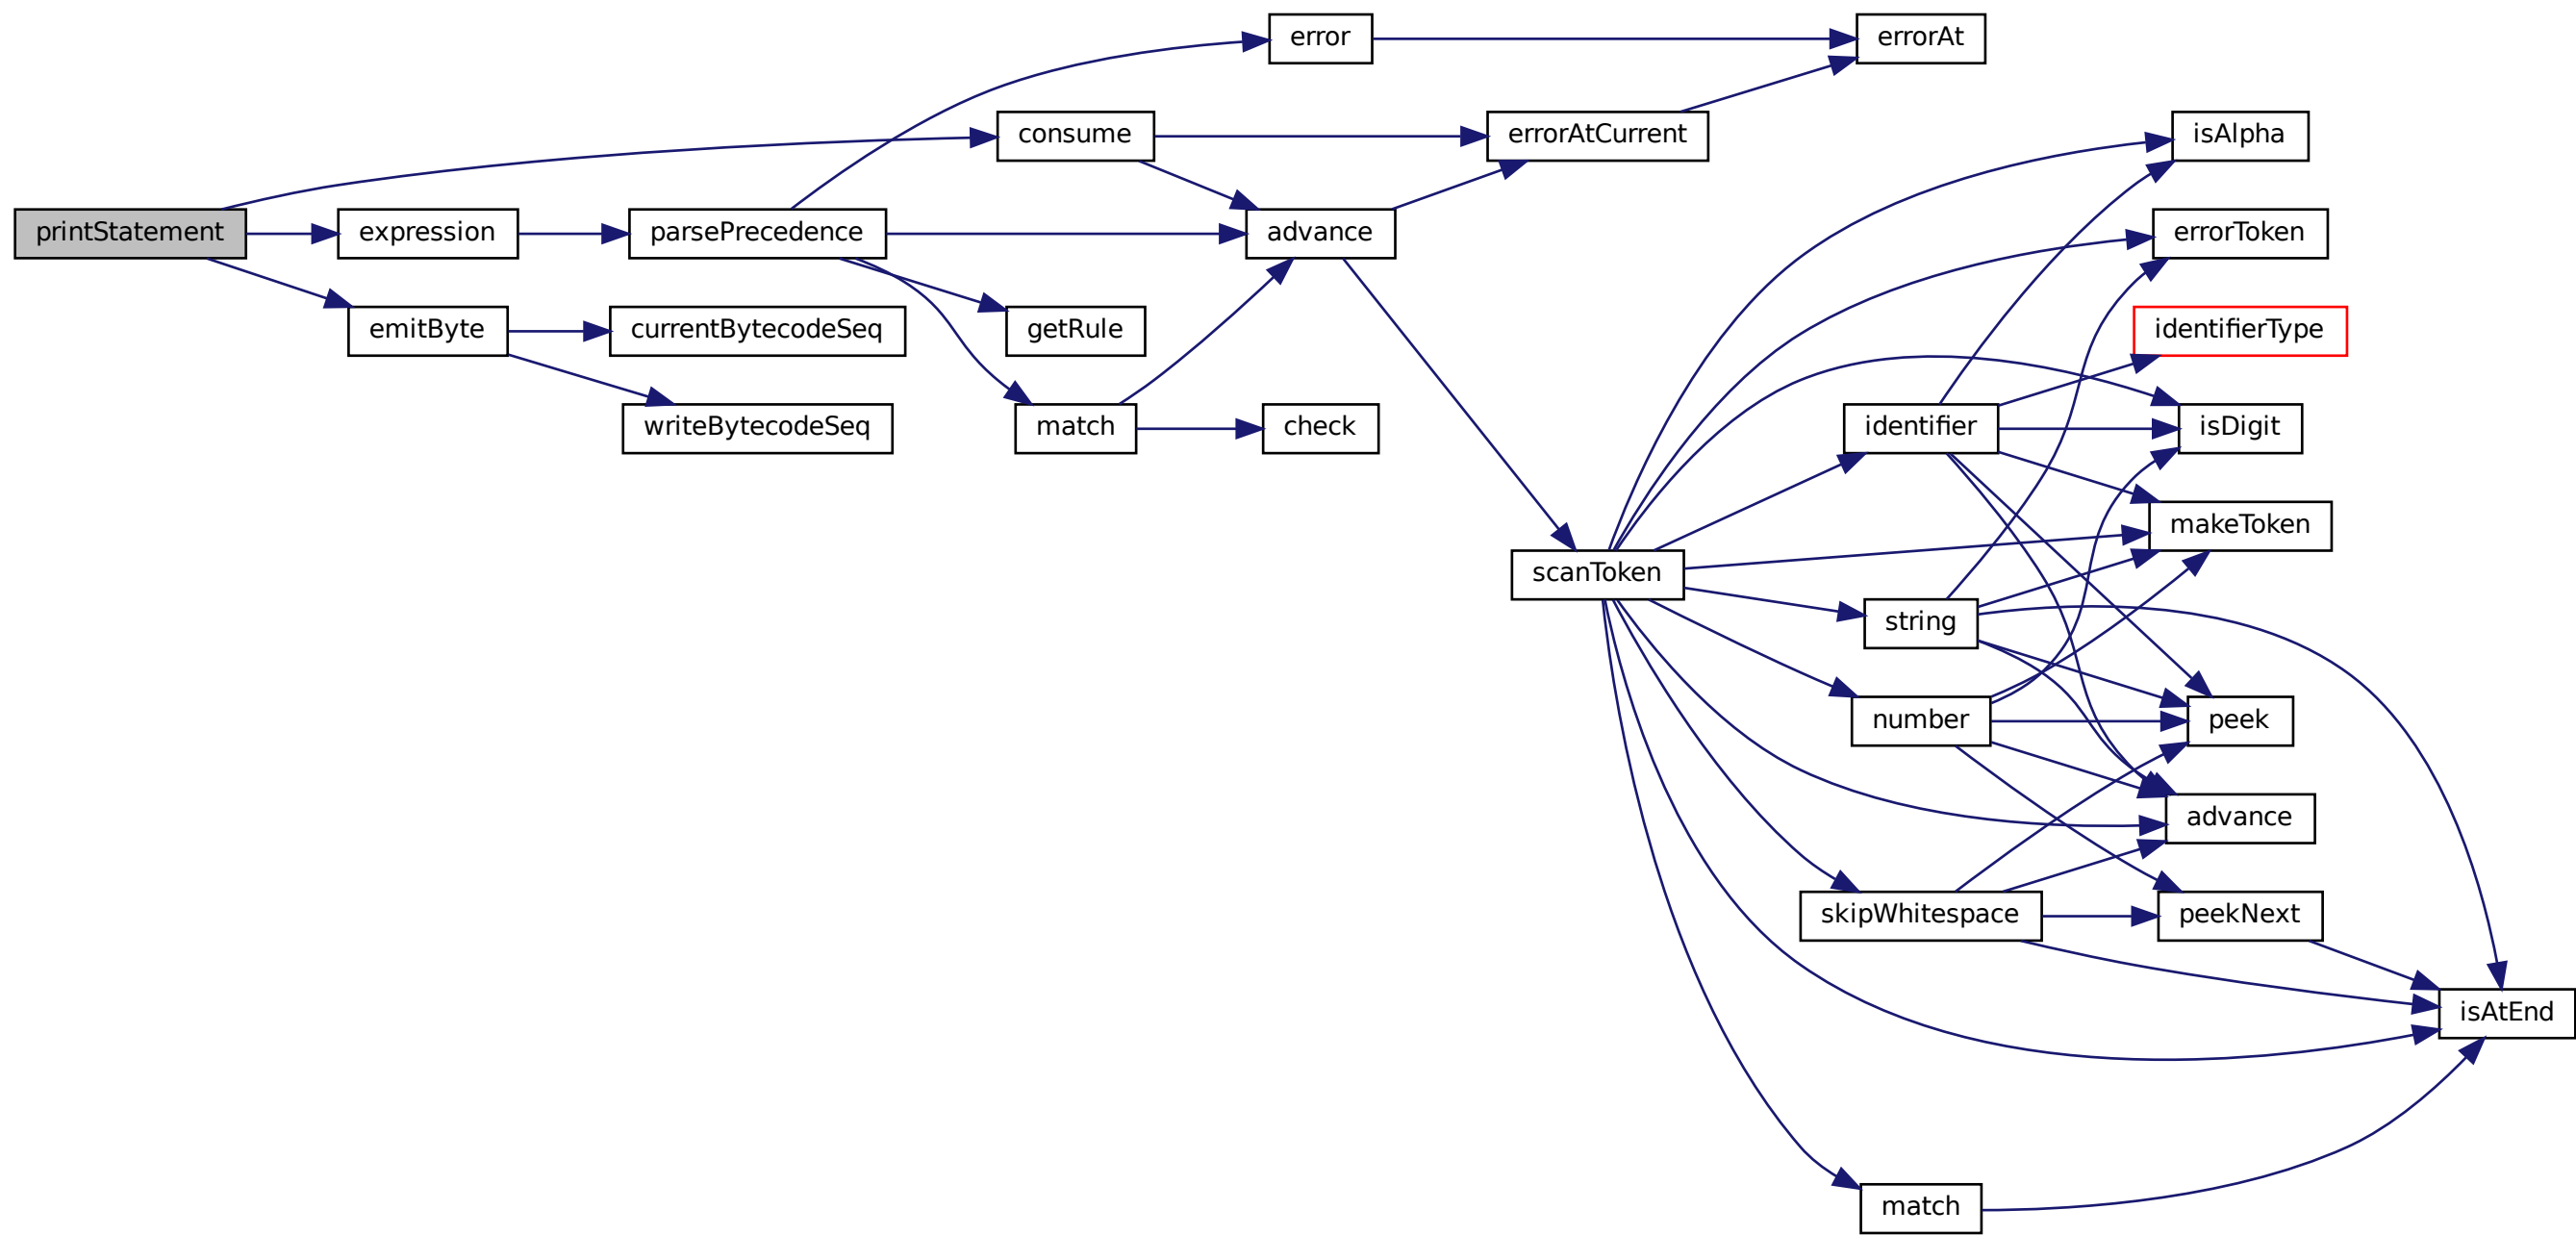 error
errorAt
consume
errorAtCurrent
isAlpha
printStatement
expression
parsePrecedence
advance
errorToken
emitByte
currentBytecodeSeq
getRule
identifierType
writeBytecodeSeq
match
check
identifier
isDigit
makeToken
scanToken
string
number
peek
advance
skipWhitespace
peekNext
isAtEnd
match